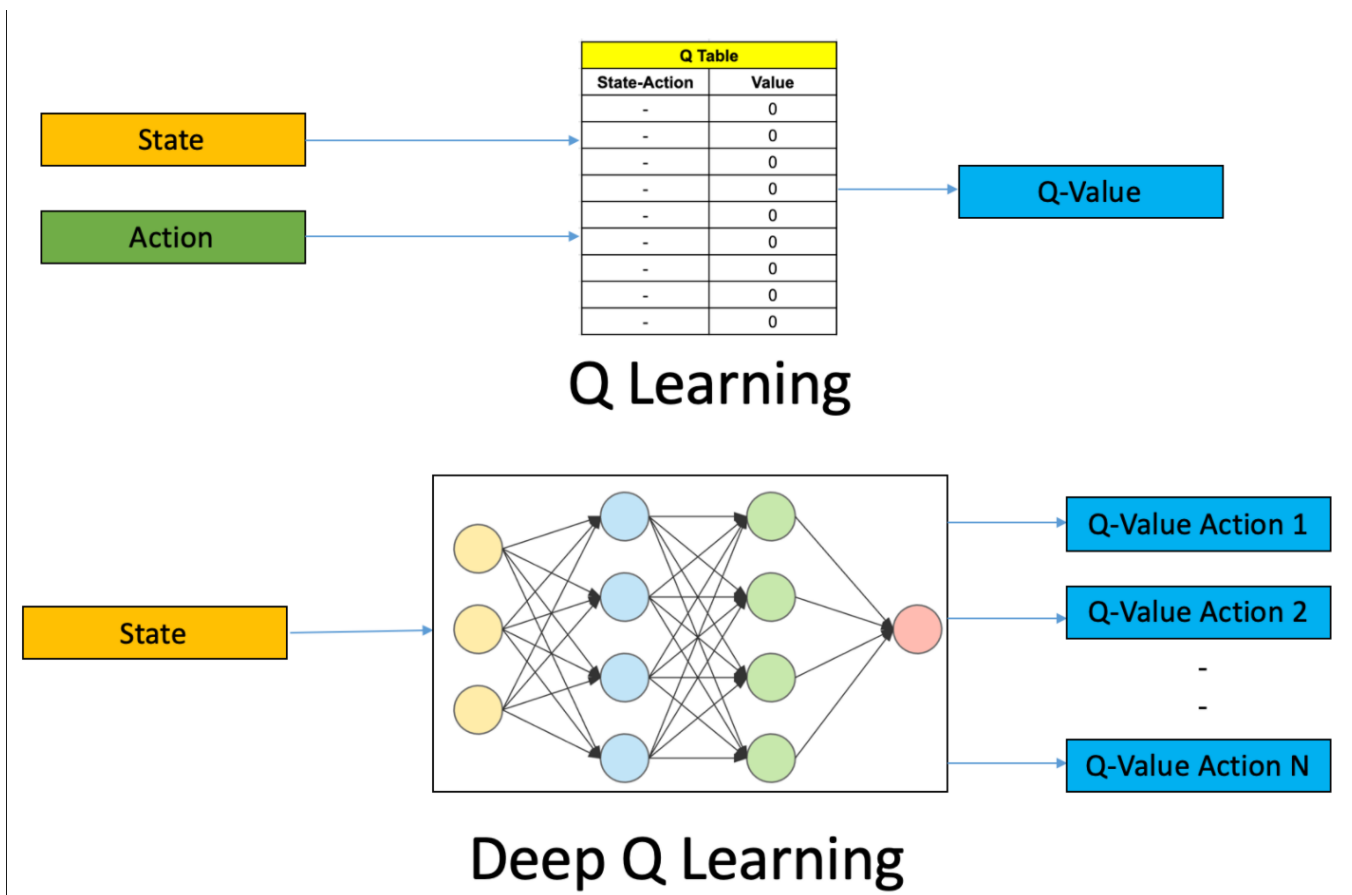 Q Table
State-Action Value
- 0
- 0
State
- 0
- 0
Q-Value
- 0
Action
- 0
- 0
- 0
- 0
Q Learning
Q-Value Action 1
Q-Value Action 2
State
-
-
Q-Value Action N
Deep Q Learning